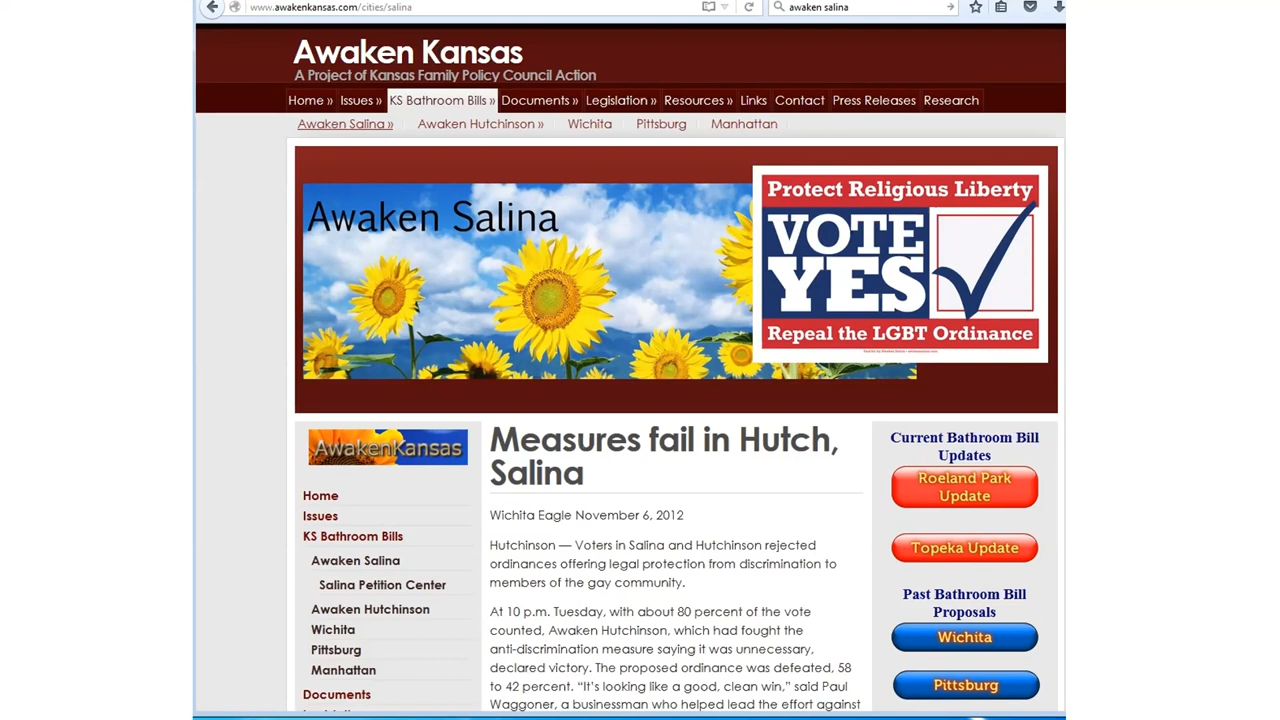 www.awakenkansas.com/cities/salina
awaken salina
Awaken Kansas
A Project of Kansas Family Policy Council Action
Home » Issues » KS Bathroom Bills » Documents » Legislation » Resources » Links Contact Press Releases Research
Awaken Salina » Awaken Hutchinson » Wichita Pittsburg Manhattan
Awaken Salina
Protect Religious Liberty
VOTE
YES
Repeal the LGBT Ordinance
AwakenKansas
Home
Issues
KS Bathroom Bills
Awaken Salina
Salina Petition Center
Awaken Hutchinson
Wichita
Pittsburg
Manhattan
Documents
Measures fail in Hutch,
Salina
Wichita Eagle November 6, 2012
Hutchinson — Voters in Salina and Hutchinson rejected
ordinances offering legal protection from discrimination to
members of the gay community.
At 10 p.m. Tuesday, with about 80 percent of the vote
counted, Awaken Hutchinson, which had fought the
anti-discrimination measure saying it was unnecessary,
declared victory. The proposed ordinance was defeated, 58
to 42 percent. “It’s looking like a good, clean win,” said Paul
Waggoner, a businessman who helped lead the effort against
Current Bathroom Bill
Updates
Roeland Park
Update
Topeka Update
Past Bathroom Bill
Proposals
Wichita
Pittsburg